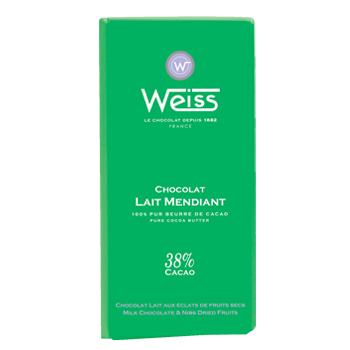 W
Weiss
LE CHOCOLAT DEPUIS 1882
FRANCE
CHOCOLAT
LAIT MENDIANT
100% PUR BEURRE DE CACAO
PURE COCOA BUTTER
38%
CACAO
CHOCOLAT LAIT AUX ÉCLATS DE FRUITS SECS
MILK CHOCOLATE & NIBS DRIED FRUITS